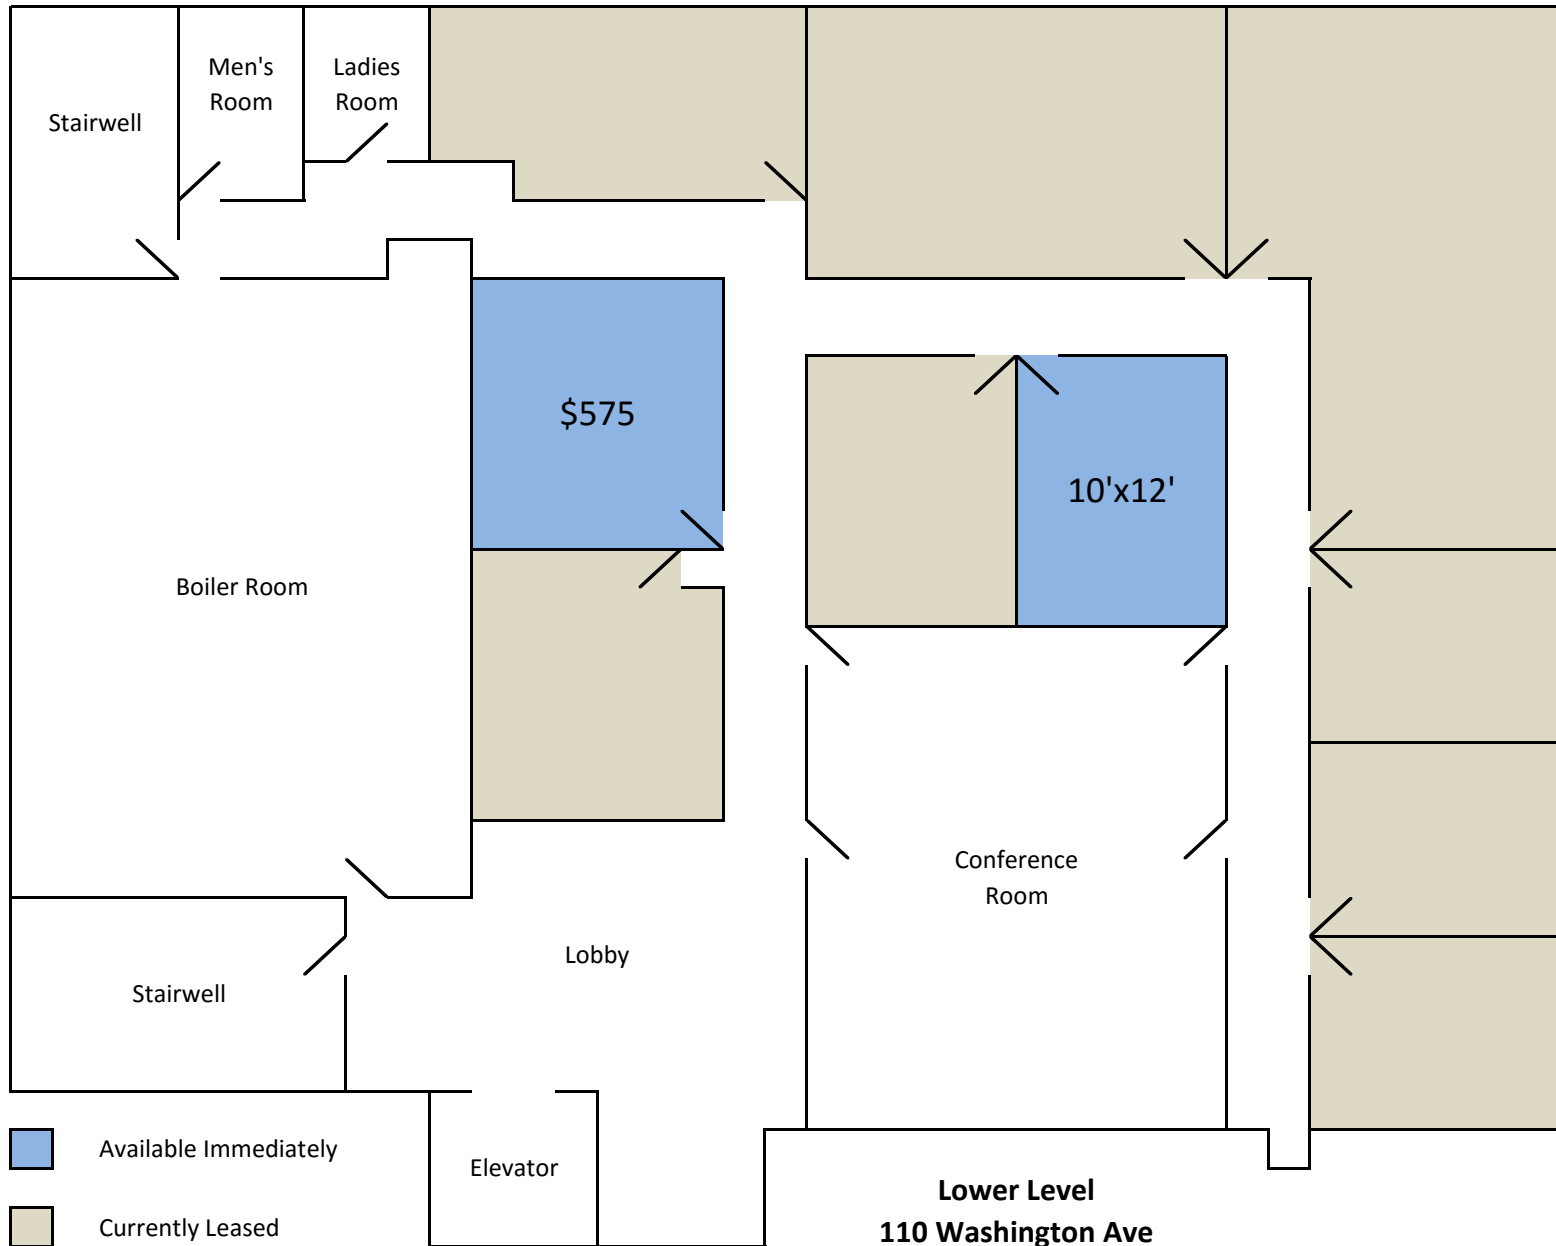 Men's
Room
Ladies
Room
Stairwell
$575
10'x12'
Boiler Room
Conference
Room
Lobby
Stairwell
Available Immediately
Elevator
Currently Leased
Lower Level
110 Washington Ave